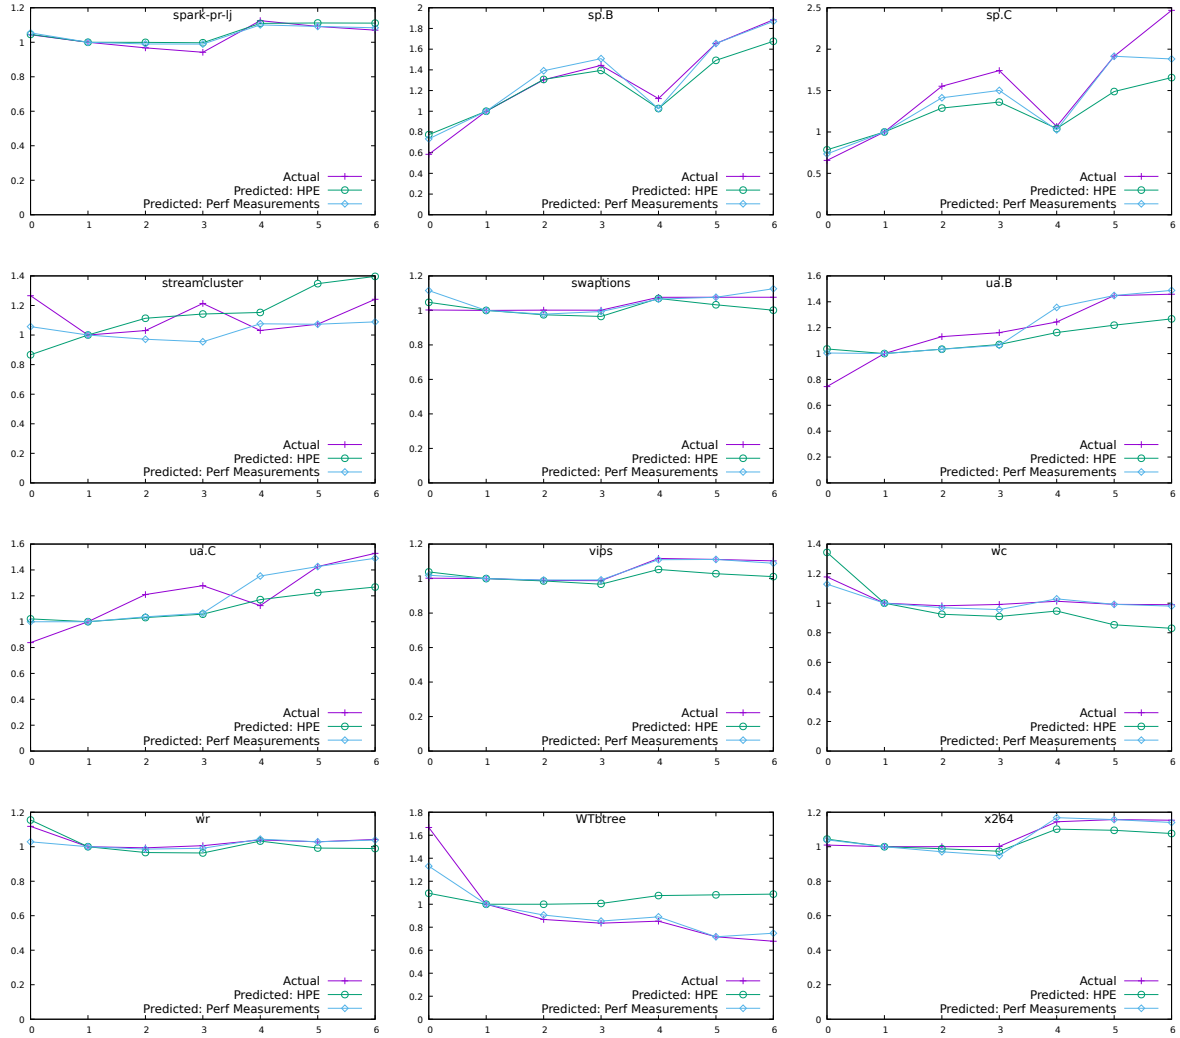 spark-pr-lj
1.2
1
0.8
0.6
0.4
0.2
0
Actual
Predicted: HPE
Predicted: Perf Measurements
0 1 2 3 4 5 6
sp.B
2
1.8
1.6
1.4
1.2
1
0.8
0.6
0.4
0.2
0
Actual
Predicted: HPE
Predicted: Perf Measurements
0 1 2 3 4 5 6
sp.C
2.5
2
1.5
1
0.5
0
Actual
Predicted: HPE
Predicted: Perf Measurements
0 1 2 3 4 5 6
streamcluster
1.4
1.2
1
0.8
0.6
0.4
0.2
0
Actual
Predicted: HPE
Predicted: Perf Measurements
0 1 2 3 4 5 6
swaptions
1.2
1
0.8
0.6
0.4
0.2
0
Actual
Predicted: HPE
Predicted: Perf Measurements
0 1 2 3 4 5 6
ua.B
1.6
1.4
1.2
1
0.8
0.6
0.4
0.2
0
Actual
Predicted: HPE
Predicted: Perf Measurements
0 1 2 3 4 5 6
ua.C
1.6
1.4
1.2
1
0.8
0.6
0.4
0.2
0
Actual
Predicted: HPE
Predicted: Perf Measurements
0 1 2 3 4 5 6
vips
1.2
1
0.8
0.6
0.4
0.2
0
Actual
Predicted: HPE
Predicted: Perf Measurements
0 1 2 3 4 5 6
wc
1.4
1.2
1
0.8
0.6
0.4
0.2
0
Actual
Predicted: HPE
Predicted: Perf Measurements
0 1 2 3 4 5 6
wr
1.2
1
0.8
0.6
0.4
0.2
0
Actual
Predicted: HPE
Predicted: Perf Measurements
0 1 2 3 4 5 6
WTbtree
1.8
1.6
1.4
1.2
1
0.8
0.6
0.4
0.2
0
Actual
Predicted: HPE
Predicted: Perf Measurements
0 1 2 3 4 5 6
x264
1.2
1
0.8
0.6
0.4
0.2
0
Actual
Predicted: HPE
Predicted: Perf Measurements
0 1 2 3 4 5 6